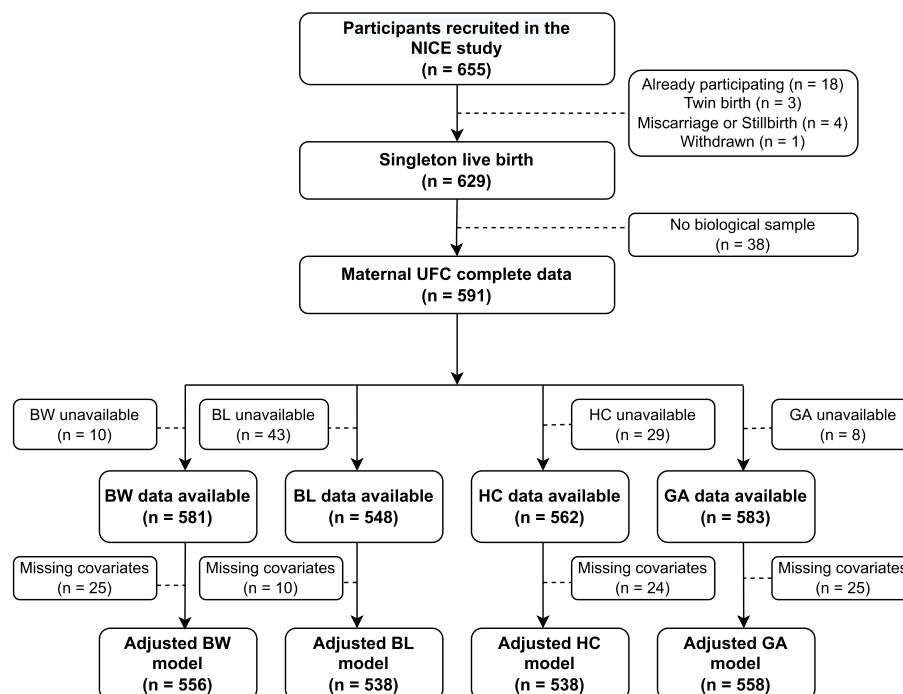 Participants recruited in the
NICE study
(n = 655)
Already participating (n = 18)
Twin birth (n = 3)
Miscarriage or Stillbirth (n = 4)
Withdrawn (n = 1)
Singleton live birth
(n = 629)
No biological sample
(n = 38)
Maternal UFC complete data
(n = 591)
BW unavailable
(n = 10)
BL unavailable
(n = 43)
HC unavailable
(n = 29)
GA unavailable
(n = 8)
BW data available
(n = 581)
BL data available
(n = 548)
HC data available
(n = 562)
GA data available
(n = 583)
Missing covariates
(n = 25)
Missing covariates
(n = 10)
Missing covariates
(n = 24)
Missing covariates
(n = 25)
Adjusted BW
model
(n = 556)
Adjusted BL
model
(n = 538)
Adjusted HC
model
(n = 538)
Adjusted GA
model
(n = 558)